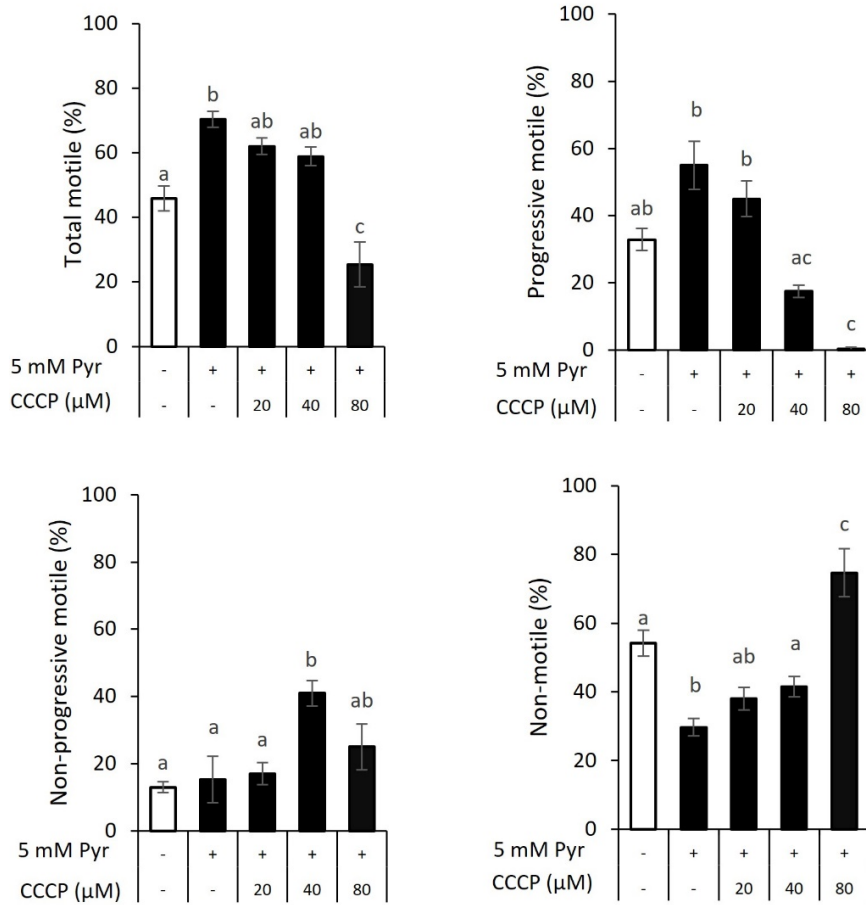 Total motile (%)
100
80
60
40
20
0
a
b
ab
ab
c
5 mM Pyr - + + + +
CCCP (µM) - - 20 40 80
Progressive motile (%)
100
80
60
40
20
0
ab
b
b
ac
c
5 mM Pyr - + + + +
CCCP (µM) - - 20 40 80
Non-progressive motile (%)
100
80
60
40
20
0
a
a
a
b
ab
5 mM Pyr - + + + +
CCCP (µM) - - 20 40 80
Non-motile (%)
100
80
60
40
20
0
a
b
ab
a
c
5 mM Pyr - + + + +
CCCP (µM) - - 20 40 80